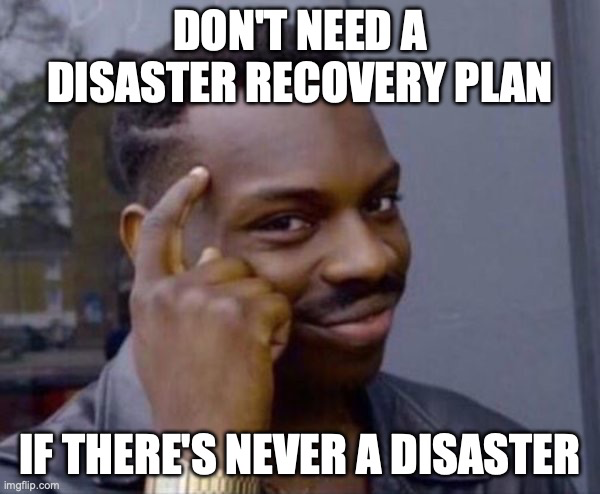 DON'T NEED A
DISASTER RECOVERY PLAN
IF THERE'S NEVER A DISASTER
imgflip.com